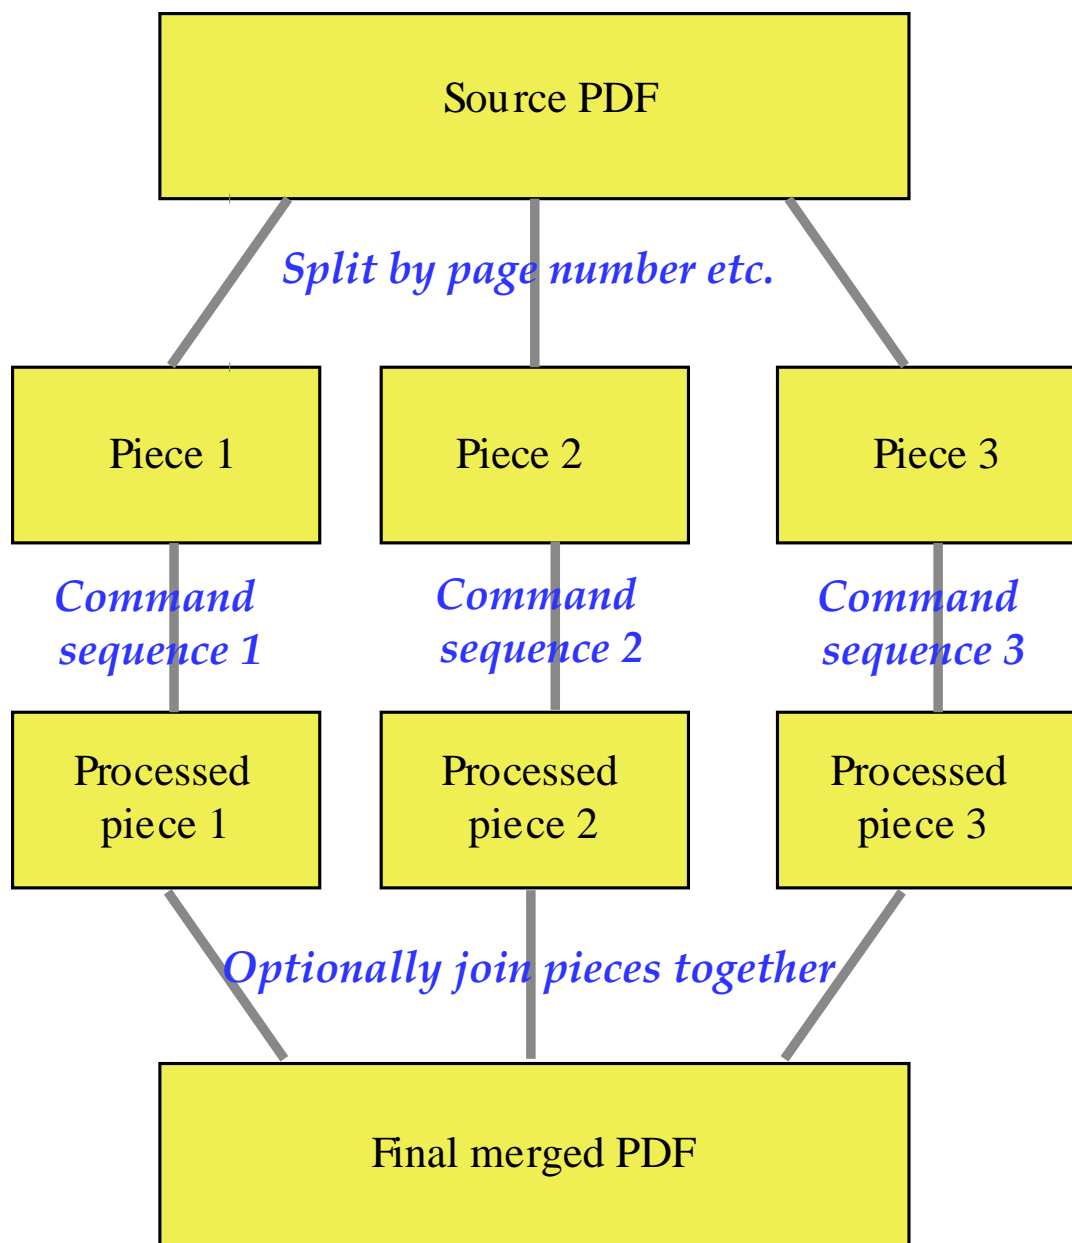 Source PDF
Split by page number etc.
Piece 1
Piece 2
Piece 3
Command
sequence 1
Command
sequence 2
Command
sequence 3
Processed
piece 1
Processed
piece 2
Processed
piece 3
Optionally join pieces together
Final merged PDF